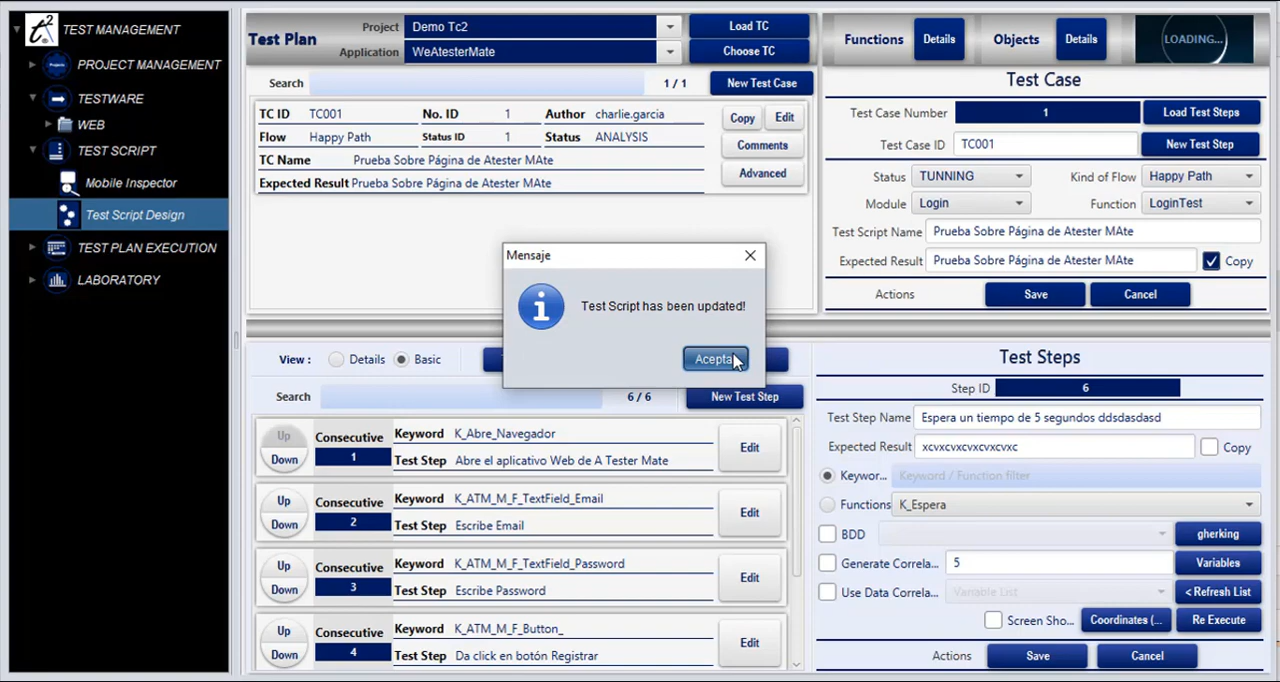 t²
TEST MANAGEMENT
PROJECT MANAGEMENT
TESTWARE
WEB
TEST SCRIPT
Mobile Inspector
Test Script Design
TEST PLAN EXECUTION
LABORATORY
Test Plan
Project Demo Tc2 Load TC
Application WeAtesterMate Choose TC
Search 1 / 1 New Test Case
TC ID TC001 No. ID 1 Author charlie.garcia Copy Edit
Flow Happy Path Status ID 1 Status ANALYSIS Comments
TC Name Prueba Sobre Página de Atester MAte
Expected Result Prueba Sobre Página de Atester MAte Advanced
Functions Details Objects Details LOADING...
Test Case
Test Case Number 1 Load Test Steps
Test Case ID TC001 New Test Step
Status TUNNING Kind of Flow Happy Path
Module Login Function LoginTest
Test Script Name Prueba Sobre Página de Atester MAte
Expected Result Prueba Sobre Página de Atester MAte Copy
Actions Save Cancel
Mensaje
Test Script has been updated!
Acepta
View : Details Basic
Search 6 / 6 New Test Step
Up Down Consecutive 1 Keyword K_Abre_Navegador Edit
Test Step Abre el aplicativo Web de A Tester Mate
Up Down Consecutive 2 Keyword K_ATM_M_F_TextField_Email Edit
Test Step Escribe Email
Up Down Consecutive 3 Keyword K_ATM_M_F_TextField_Password Edit
Test Step Escribe Password
Up Down Consecutive 4 Keyword K_ATM_M_F_Button_ Edit
Test Step Da click en botón Registrar
Test Steps
Step ID 6
Test Step Name Espera un tiempo de 5 segundos ddsdasdasd
Expected Result xcvxcvxcvxcvxcvxc Copy
Keywor... Keyword / Function filter
Functions K_Espera
BDD gherking
Generate Correla... 5 Variables
Use Data Correla... Variable List < Refresh List
Screen Sho... Coordinates (... Re Execute
Actions Save Cancel